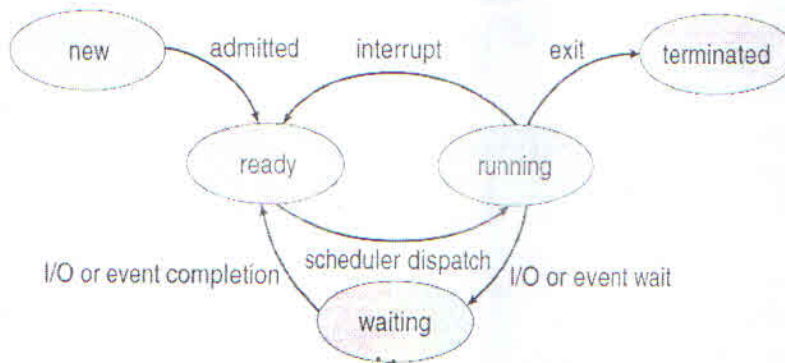 new
admitted
interrupt
exit
terminated
ready
running
I/O or event completion
scheduler dispatch
I/O or event wait
waiting